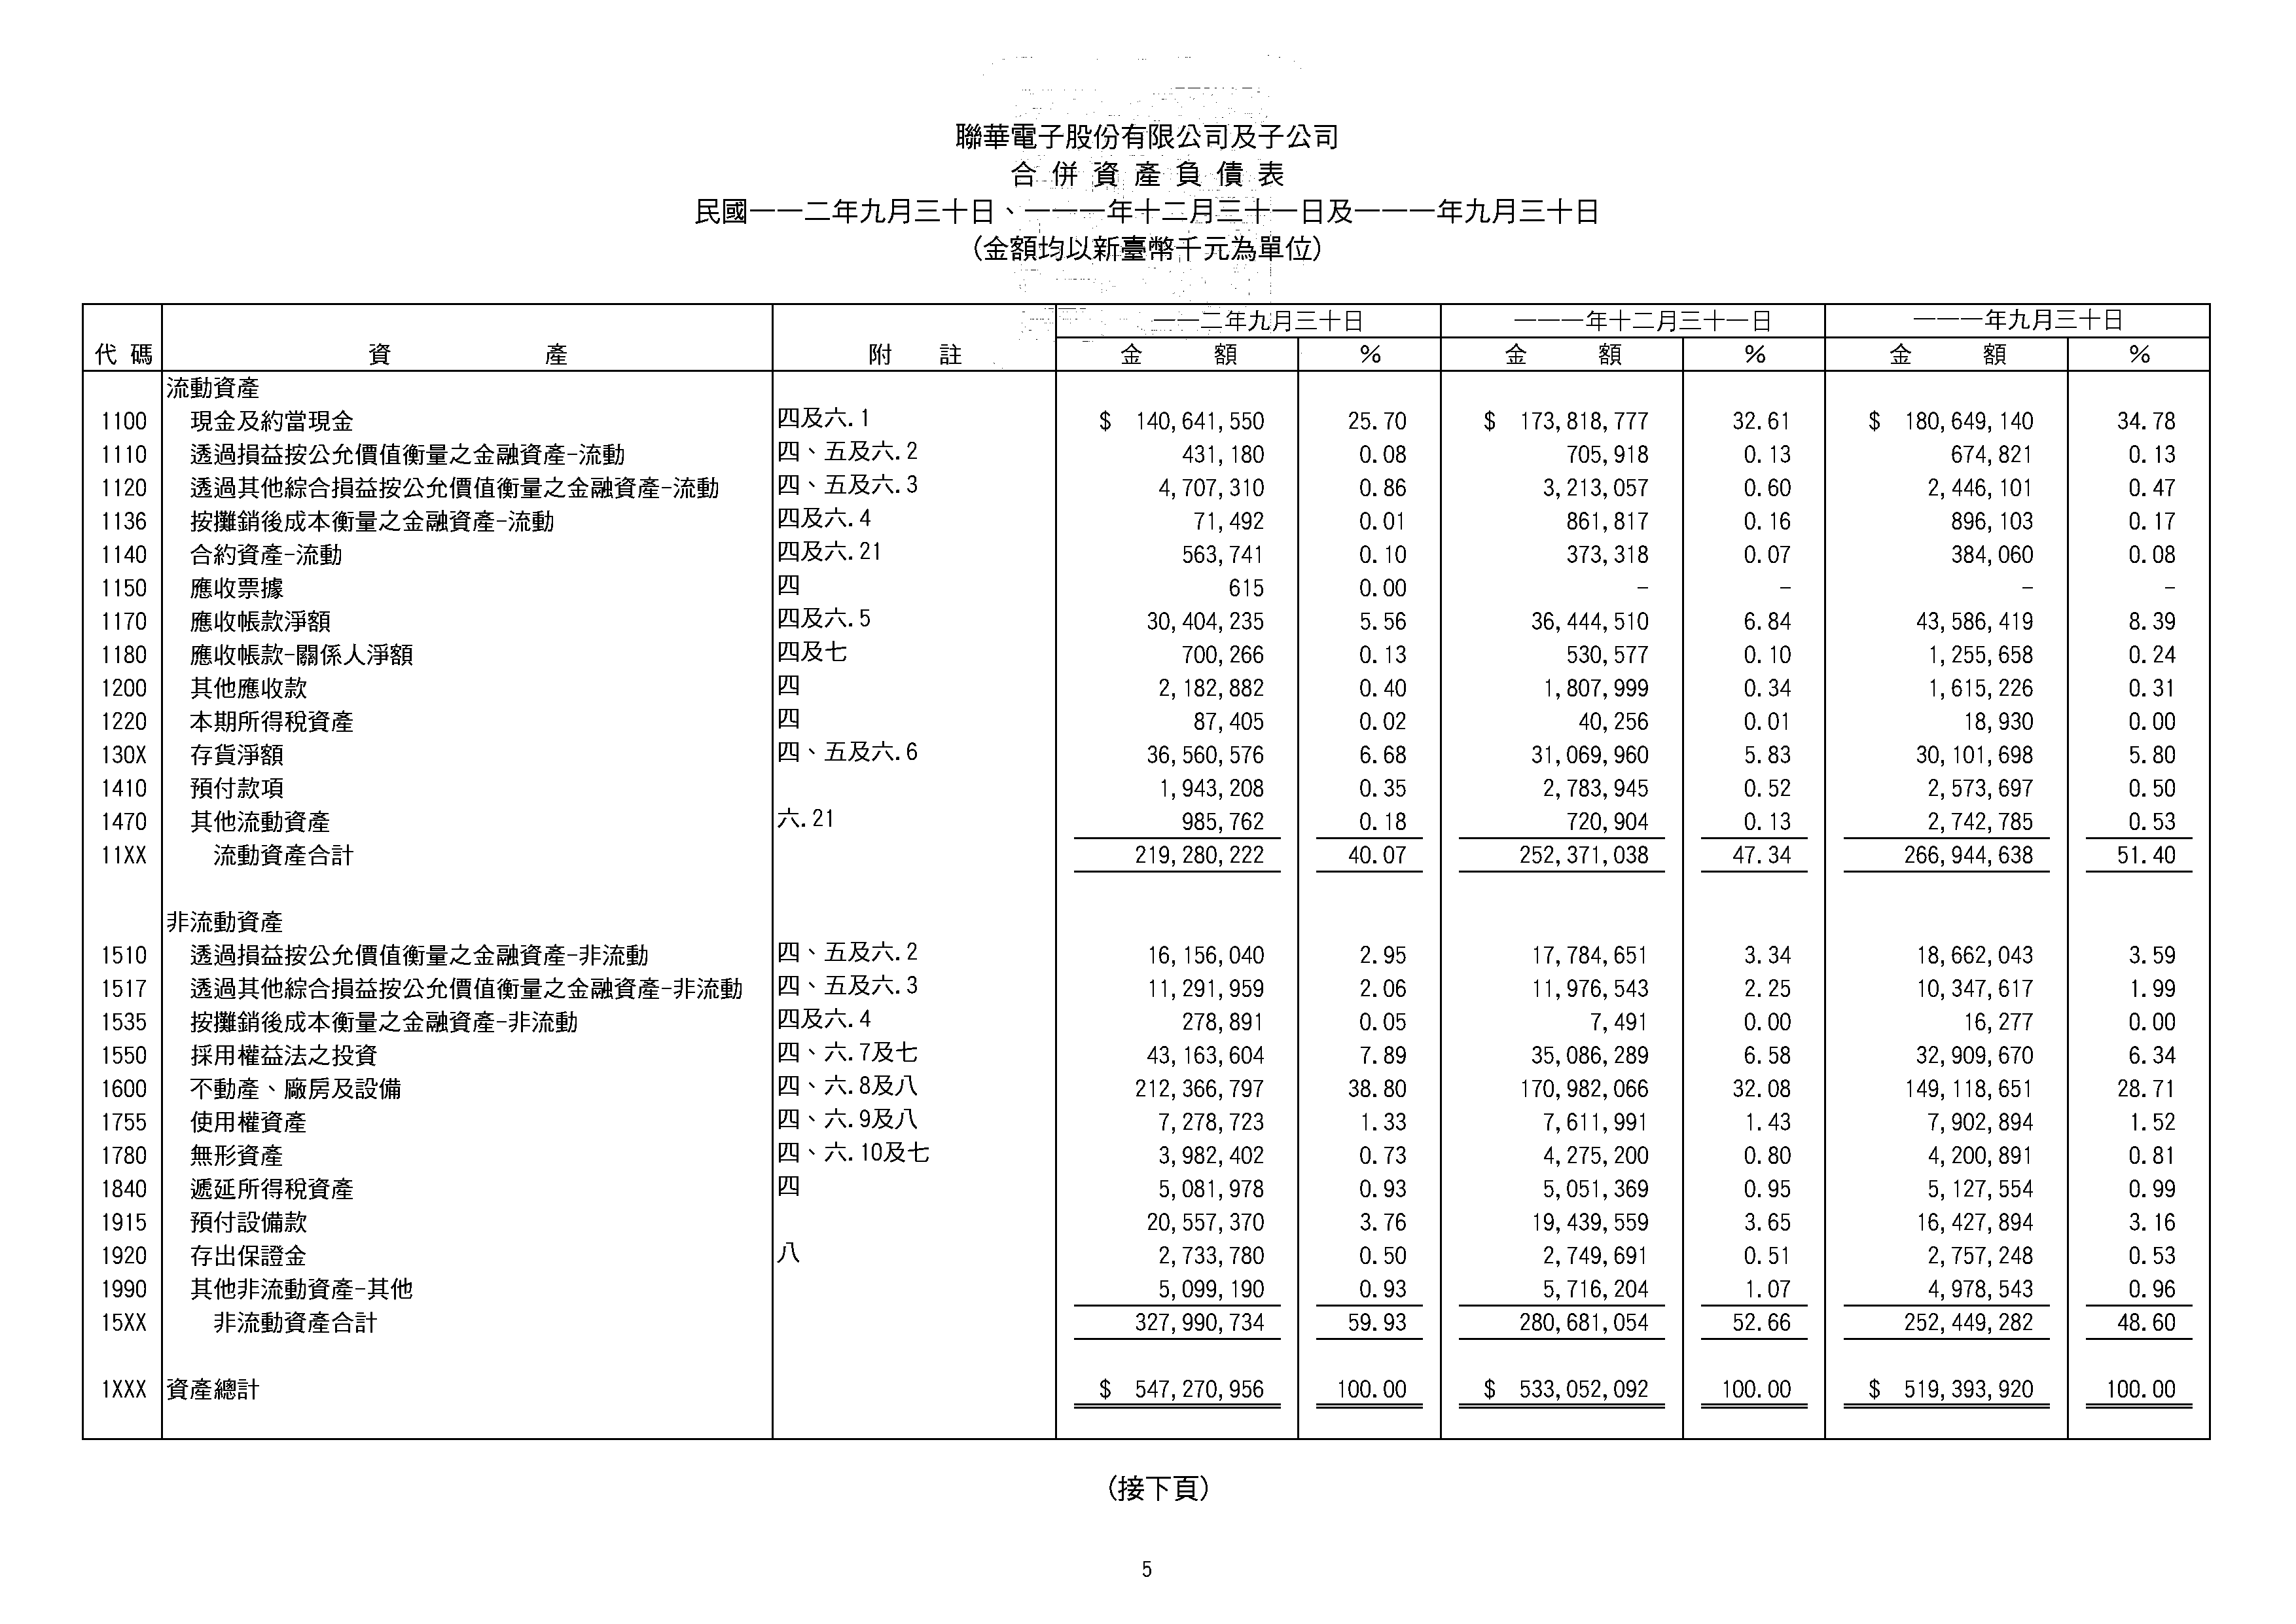 聯華電子股份有限公司及子公司
合併資產負債表
民國一一二年九月三十日、一一一年十二月三十一日及一一一年九月三十日
(金額均以新臺幣千元為單位)
一一二年九月三十日 一一一年十二月三十一日 一一一年九月三十日
代碼 資產 附註 金額 % 金額 % 金額 %
流動資產
1100 現金及約當現金 四及六.1 $ 140,641,550 25.70 $ 173,818,777 32.61 $ 180,649,140 34.78
1110 透過損益按公允價值衡量之金融資產-流動 四、五及六.2 431,180 0.08 705,918 0.13 674,821 0.13
1120 透過其他綜合損益按公允價值衡量之金融資產-流動 四、五及六.3 4,707,310 0.86 3,213,057 0.60 2,446,101 0.47
1136 按攤銷後成本衡量之金融資產-流動 四及六.4 71,492 0.01 861,817 0.16 896,103 0.17
1140 合約資產-流動 四及六.21 563,741 0.10 373,318 0.07 384,060 0.08
1150 應收票據 四 615 0.00 - - - -
1170 應收帳款淨額 四及六.5 30,404,235 5.56 36,444,510 6.84 43,586,419 8.39
1180 應收帳款-關係人淨額 四及七 700,266 0.13 530,577 0.10 1,255,658 0.24
1200 其他應收款 四 2,182,882 0.40 1,807,999 0.34 1,615,226 0.31
1220 本期所得稅資產 四 87,405 0.02 40,256 0.01 18,930 0.00
130X 存貨淨額 四、五及六.6 36,560,576 6.68 31,069,960 5.83 30,101,698 5.80
1410 預付款項 1,943,208 0.35 2,783,945 0.52 2,573,697 0.50
1470 其他流動資產 六.21 985,762 0.18 720,904 0.13 2,742,785 0.53
11XX 流動資產合計 219,280,222 40.07 252,371,038 47.34 266,944,638 51.40
非流動資產
1510 透過損益按公允價值衡量之金融資產-非流動 四、五及六.2 16,156,040 2.95 17,784,651 3.34 18,662,043 3.59
1517 透過其他綜合損益按公允價值衡量之金融資產-非流動 四、五及六.3 11,291,959 2.06 11,976,543 2.25 10,347,617 1.99
1535 按攤銷後成本衡量之金融資產-非流動 四及六.4 278,891 0.05 7,491 0.00 16,277 0.00
1550 採用權益法之投資 四、六.7及七 43,163,604 7.89 35,086,289 6.58 32,909,670 6.34
1600 不動產、廠房及設備 四、六.8及八 212,366,797 38.80 170,982,066 32.08 149,118,651 28.71
1755 使用權資產 四、六.9及八 7,278,723 1.33 7,611,991 1.43 7,902,894 1.52
1780 無形資產 四、六.10及七 3,982,402 0.73 4,275,200 0.80 4,200,891 0.81
1840 遞延所得稅資產 四 5,081,978 0.93 5,051,369 0.95 5,127,554 0.99
1915 預付設備款 20,557,370 3.76 19,439,559 3.65 16,427,894 3.16
1920 存出保證金 八 2,733,780 0.50 2,749,691 0.51 2,757,248 0.53
1990 其他非流動資產-其他 5,099,190 0.93 5,716,204 1.07 4,978,543 0.96
15XX 非流動資產合計 327,990,734 59.93 280,681,054 52.66 252,449,282 48.60
1XXX 資產總計 $ 547,270,956 100.00 $ 533,052,092 100.00 $ 519,393,920 100.00
(接下頁)
5